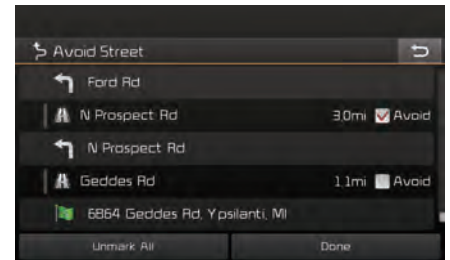 Avoid Street
Ford Rd
N Prospect Rd 3.0mi Avoid
N Prospect Rd
Geddes Rd 1.1mi Avoid
6864 Geddes Rd, Ypsilanti, MI
Unmark All Done